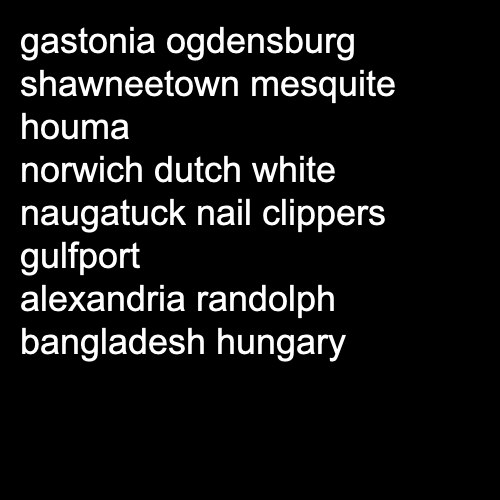 gastonia ogdensburg
shawneetown mesquite
houma
norwich dutch white
naugatuck nail clippers
gulfport
alexandria randolph
bangladesh hungary